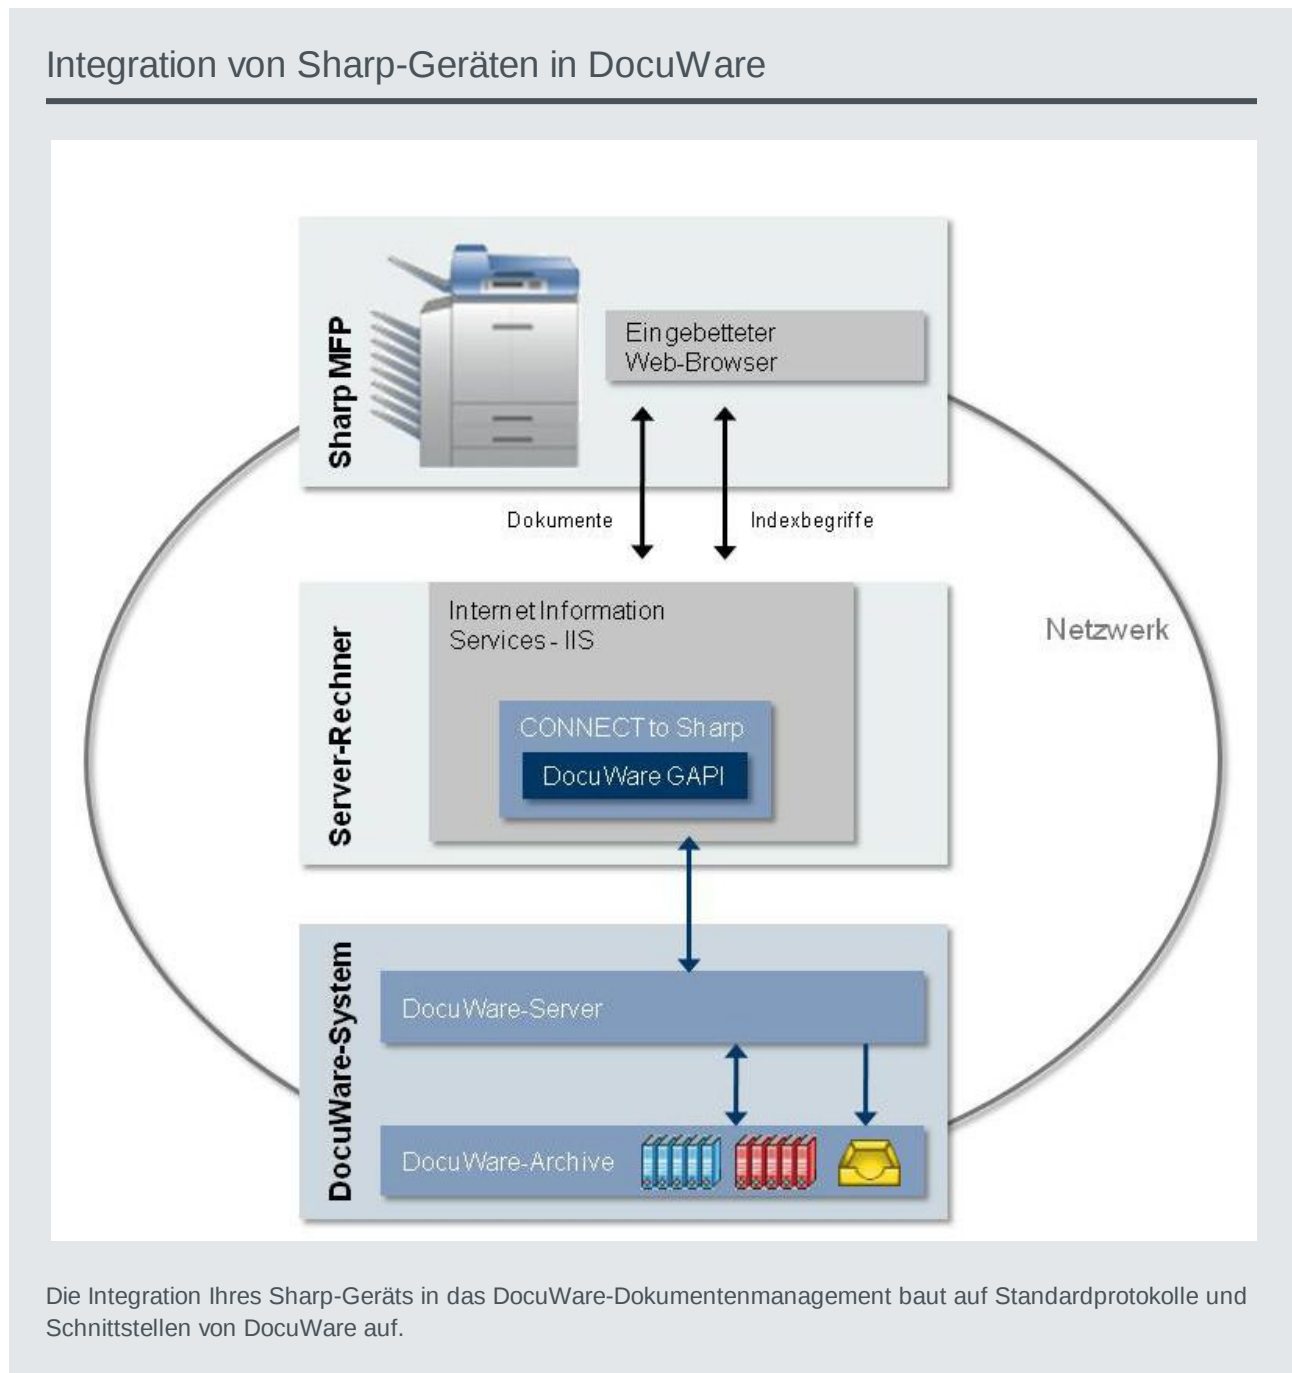 Integration von Sharp-Geräten in DocuWare
Sharp MFP
Eingebetteter
Web-Browser
Dokumente
Indexbegriffe
Server-Rechner
Internet Information
Services - IIS
CONNECT to Sharp
DocuWare GAPI
Netzwerk
DocuWare-System
DocuWare-Server
DocuWare-Archive
Die Integration Ihres Sharp-Geräts in das DocuWare-Dokumentenmanagement baut auf Standardprotokolle und
Schnittstellen von DocuWare auf.